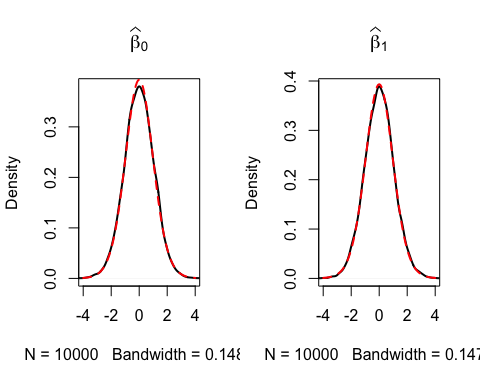 β̂₀
β̂₁
Density
0.0 0.1 0.2 0.3
-4 -2 0 2 4
N = 10000 Bandwidth = 0.148
Density
0.0 0.1 0.2 0.3 0.4
-4 -2 0 2 4
N = 10000 Bandwidth = 0.147